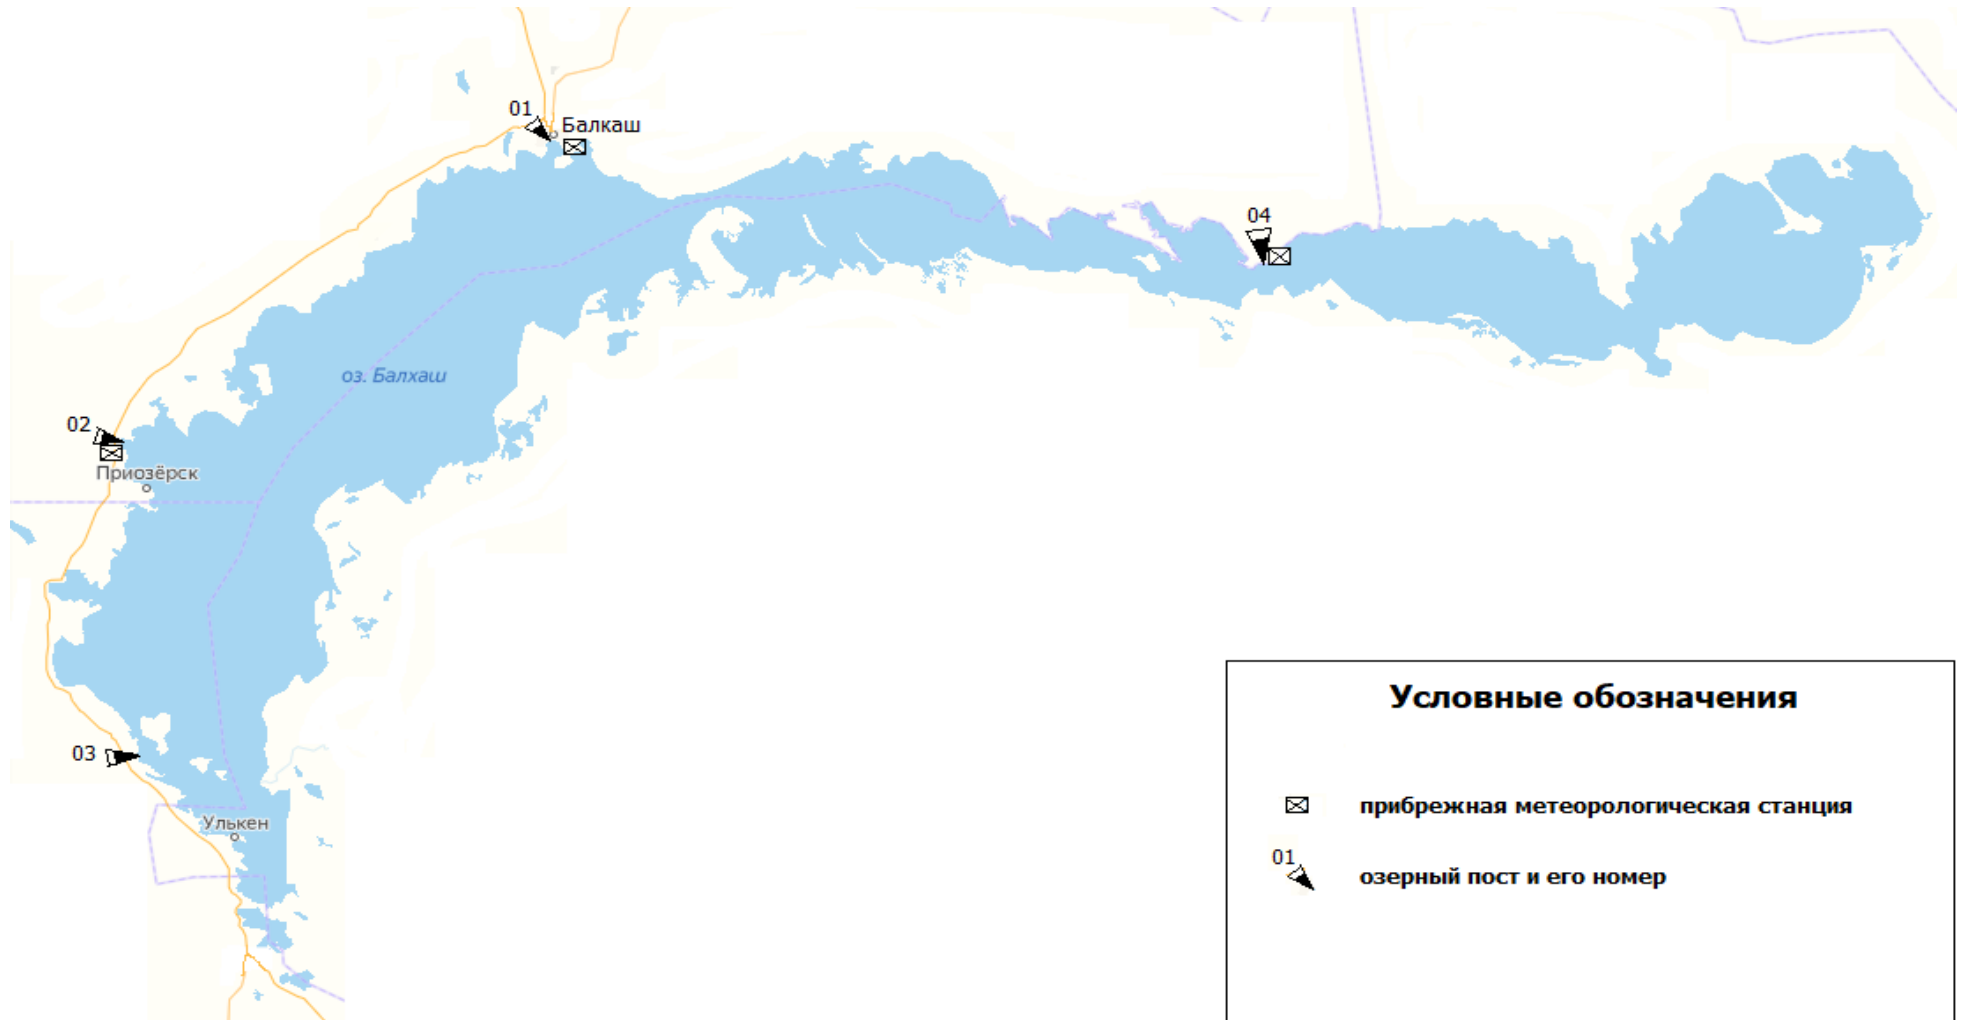 01
Балкаш
04
оз. Балхаш
02
Приозёрск
03
Улькен
Условные обозначения
прибрежная метеорологическая станция
01
озерный пост и его номер